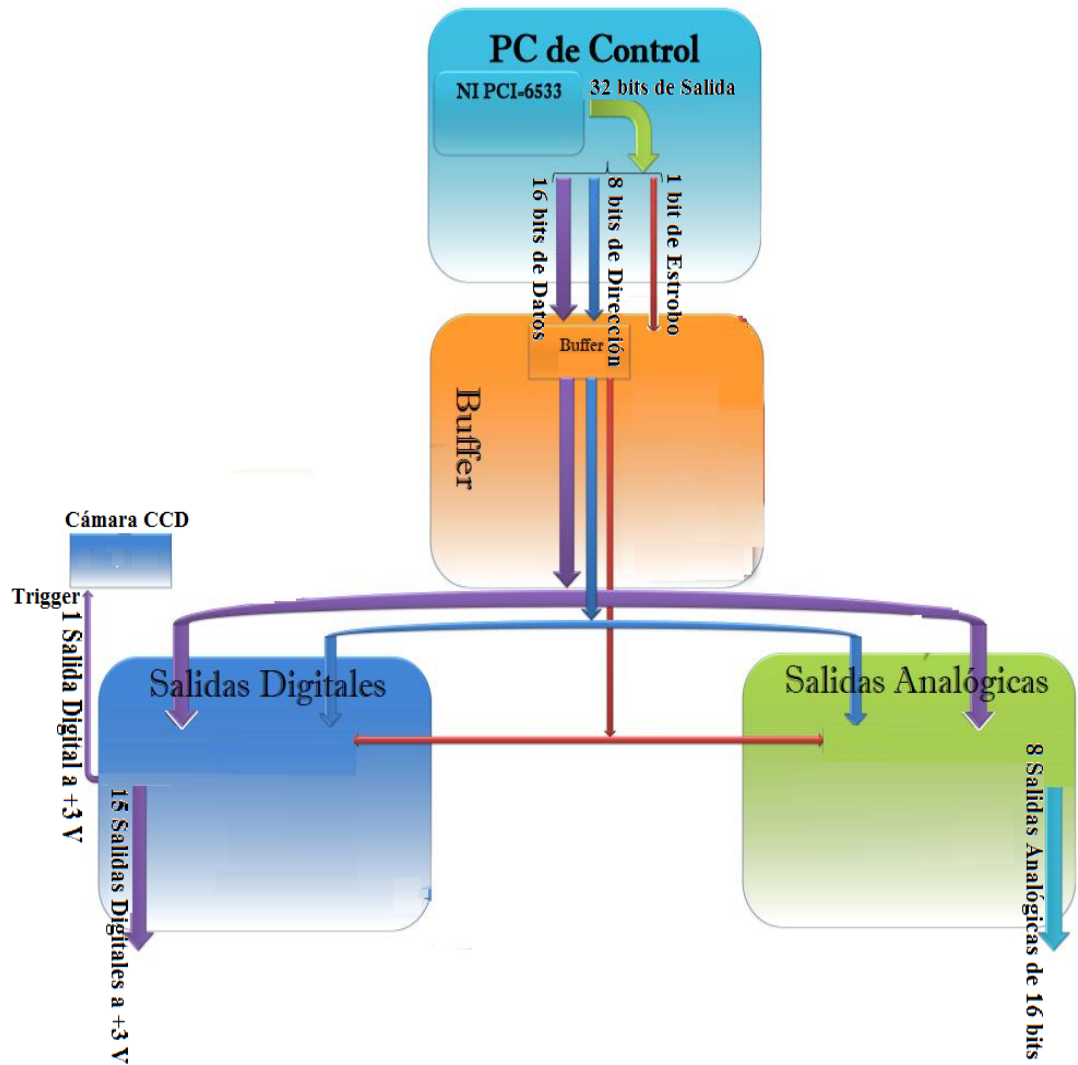 PC de Control
NI PCI-6533
32 bits de Salida
16 bits de Datos
8 bits de Dirección
1 bit de Estrobo
Buffer
Buffer
Cámara CCD
Trigger
1 Salida Digital a +3 V
Salidas Digitales
15 Salidas Digitales a +3 V
Salidas Analógicas
8 Salidas Analógicas de 16 bits